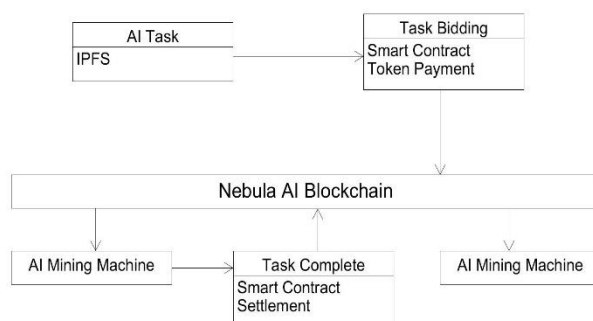 AI Task
IPFS
Task Bidding
Smart Contract
Token Payment
Nebula AI Blockchain
AI Mining Machine
Task Complete
Smart Contract
Settlement
AI Mining Machine